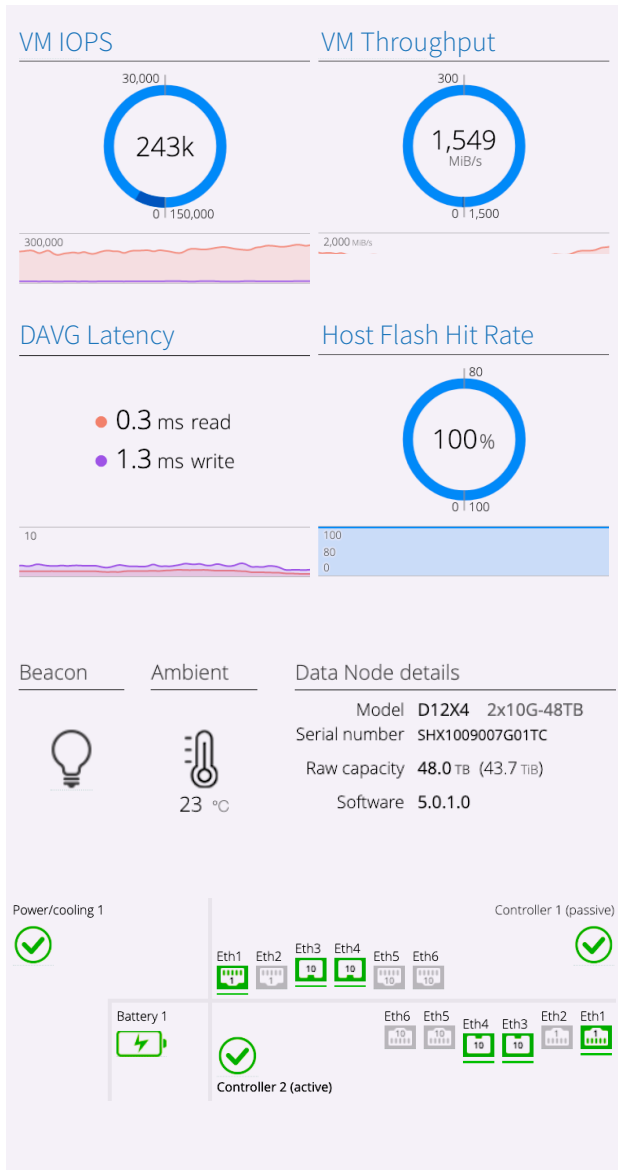 VM IOPS
30,000
243k
0 150,000
300,000
VM Throughput
300
1,549
MiB/s
0 1,500
2,000 MiB/s
DAVG Latency
0.3 ms read
1.3 ms write
10
Host Flash Hit Rate
80
100%
0 100
100
80
0
Beacon
Ambient
23 °C
Data Node details
Model D12X4 2x10G-48TB
Serial number SHX1009007G01TC
Raw capacity 48.0 TB (43.7 TiB)
Software 5.0.1.0
Power/cooling 1
Controller 1 (passive)
Eth1 Eth2 Eth3 Eth4 Eth5 Eth6
1 1 10 10 10 10
Battery 1
Eth6 Eth5 Eth4 Eth3 Eth2 Eth1
10 10 10 10 1 1
Controller 2 (active)